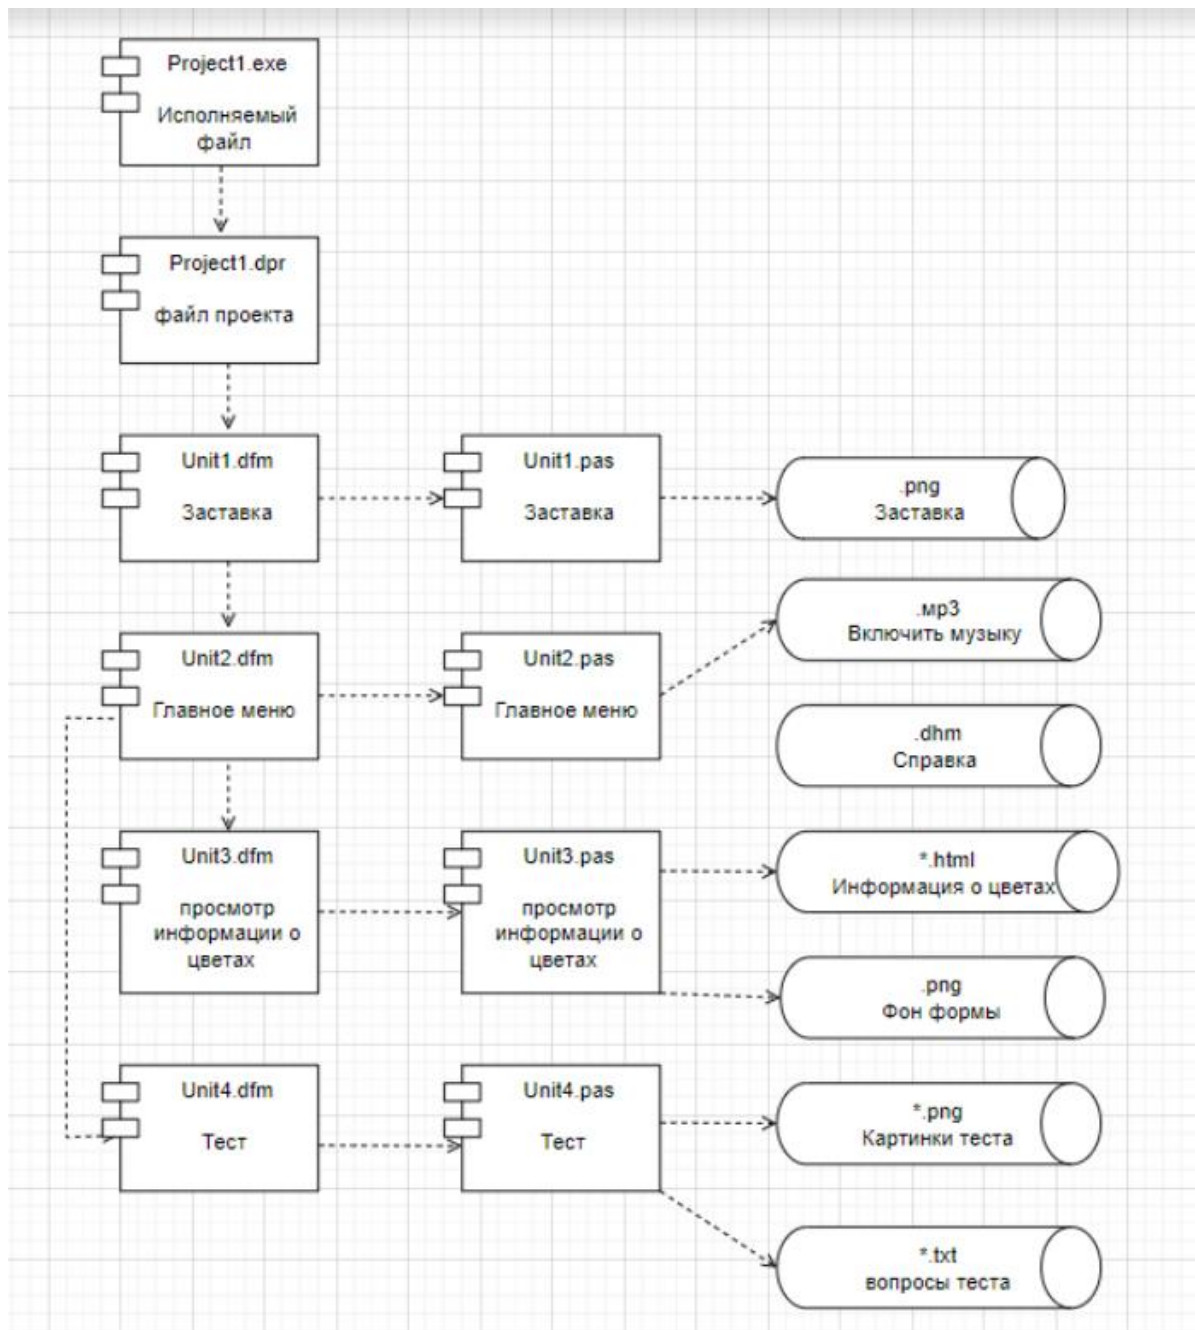 Project1.exe
Исполняемый
файл
Project1.dpr
файл проекта
Unit1.dfm
Заставка
Unit1.pas
Заставка
.png
Заставка
Unit2.dfm
Главное меню
Unit2.pas
Главное меню
.мр3
Включить музыку
.dhm
Справка
Unit3.dfm
просмотр
информации о
цветах
Unit3.pas
просмотр
информации о
цветах
*.html
Информация о цветах
.png
Фон формы
Unit4.dfm
Тест
Unit4.pas
Тест
*.png
Картинки теста
*.txt
вопросы теста